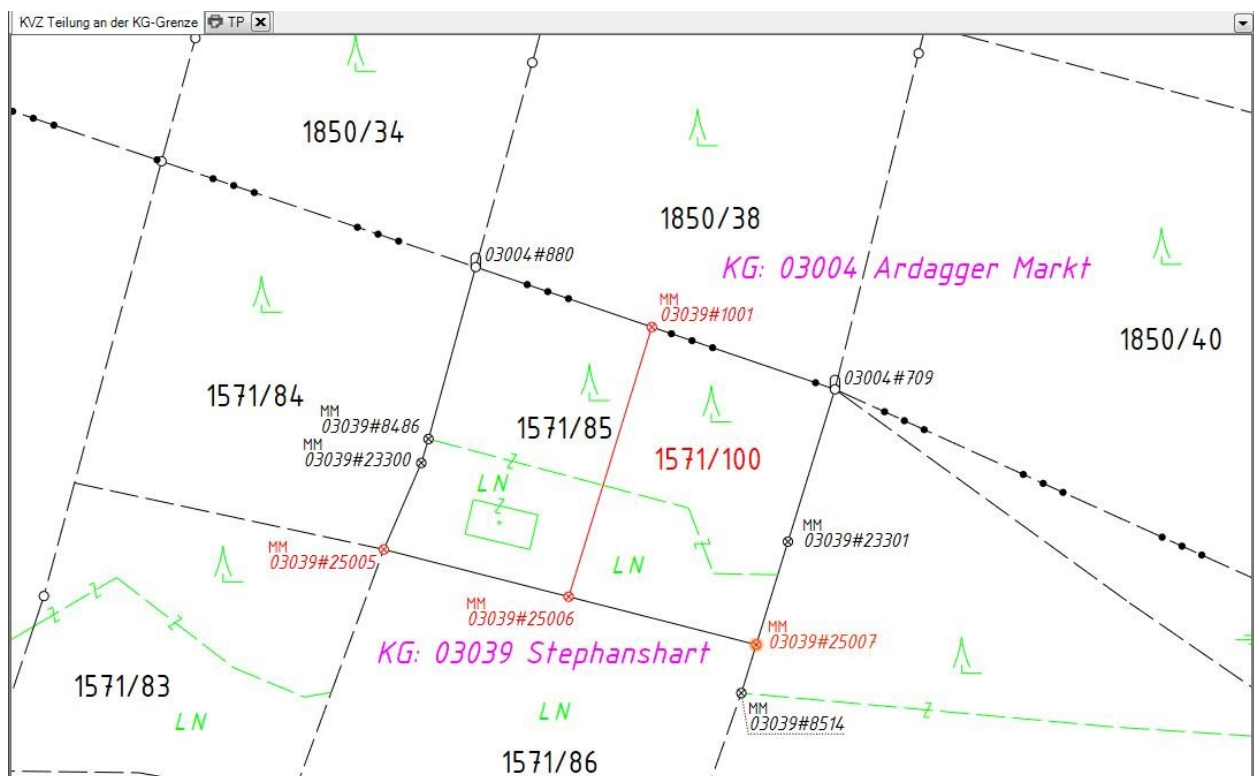 KVZ Teilung an der KG-Grenze
TP
1850/34
1850/38
03004#880
KG: 03004 Ardagger Markt
MM
03039#1001
1850/40
03004#709
1571/84
1571/85
MM
03039#8486
MM
03039#23300
1571/100
LN
MM
03039#23301
MM
03039#25005
LN
MM
03039#25006
MM
03039#25007
KG: 03039 Stephanshart
1571/83
LN
LN
MM
03039#8514
1571/86